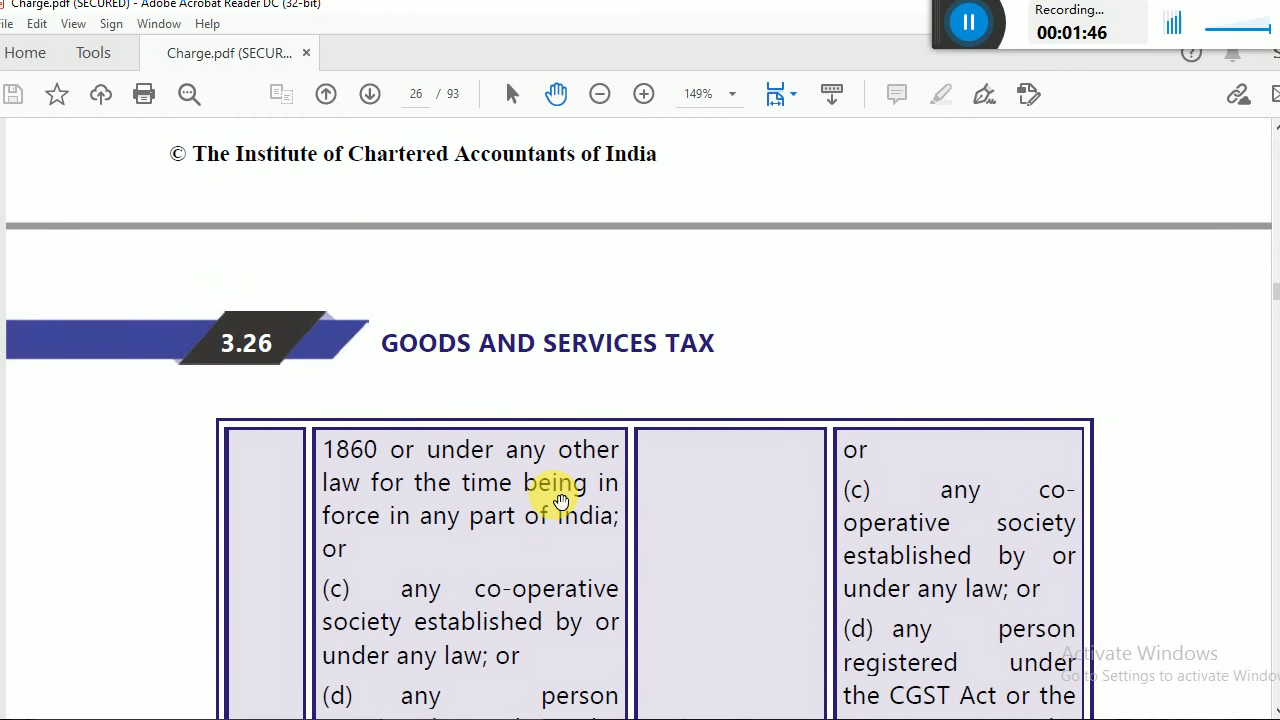 Charge.pdf (SECURED) - Adobe Acrobat Reader DC (32-bit)
File Edit View Sign Window Help
Recording...
00:01:46
Home Tools Charge.pdf (SECUR... ×
26 / 93 149%
© The Institute of Chartered Accountants of India
3.26 GOODS AND SERVICES TAX
1860 or under any other
law for the time being in
force in any part of India;
or
(c) any co-operative
society established by or
under any law; or
(d) any person
or
(c) any co-
operative society
established by or
under any law; or
(d) any person
registered under
the CGST Act or the
Activate Windows
Go to Settings to activate Windows